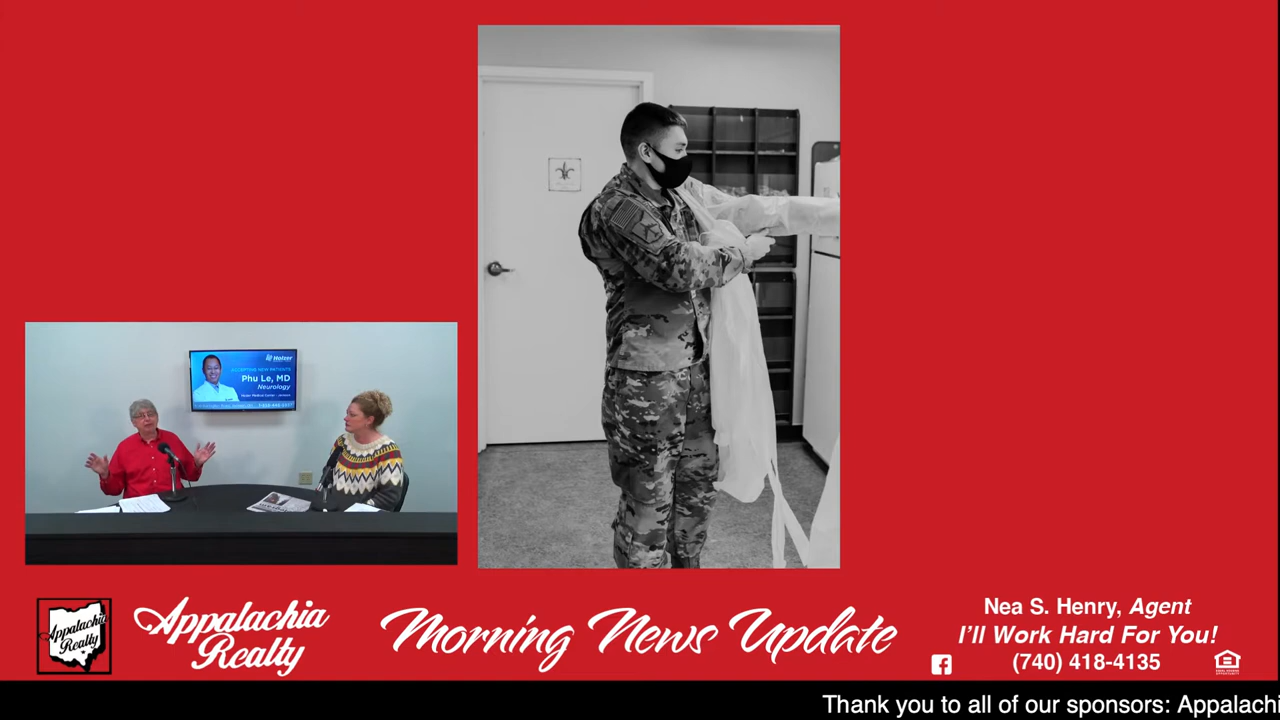 Holzer
ACCEPTING NEW PATIENTS
Phu Le, MD
Neurology
Appalachia
Realty
Appalachia
Realty
Morning News Update
Nea S. Henry, Agent
I'll Work Hard For You!
(740) 418-4135
Thank you to all of our sponsors: Appalachi